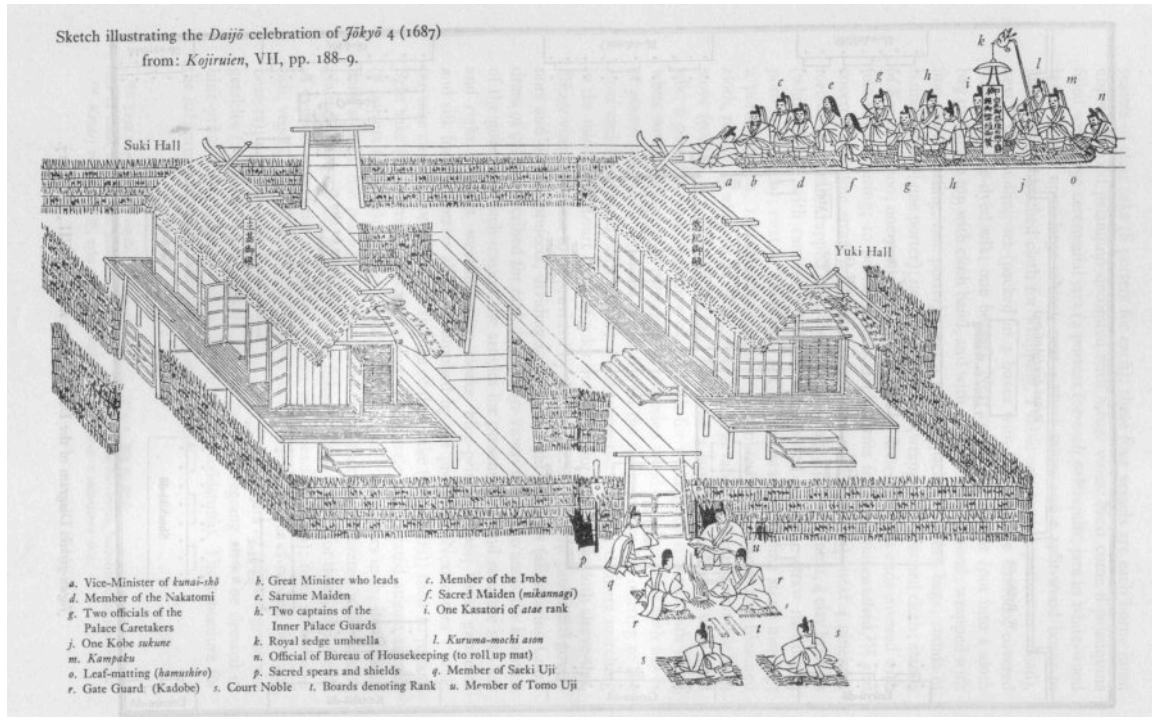 Sketch illustrating the Daijō celebration of Jōkyō 4 (1687)
from: Kojiruien, VII, pp. 188–9.
k
l
c
e
g
h
i
m
n
a
b
d
f
g
h
j
o
Suki Hall
Yuki Hall
p
q
u
r
r
s
t
s
s
a. Vice-Minister of kunai-shō b. Great Minister who leads c. Member of the Imbe
d. Member of the Nakatomi e. Sarume Maiden f. Sacred Maiden (mikannagi)
g. Two officials of the Palace Caretakers h. Two captains of the Inner Palace Guards i. One Kasatori of atae rank
j. One Kobe sukune k. Royal sedge umbrella l. Kuruma-mochi ason
m. Kampaku n. Official of Bureau of Housekeeping (to roll up mat)
o. Leaf-matting (hamushiro) p. Sacred spears and shields q. Member of Saeki Uji
r. Gate Guard (Kadobe) s. Court Noble t. Boards denoting Rank u. Member of Tomo Uji